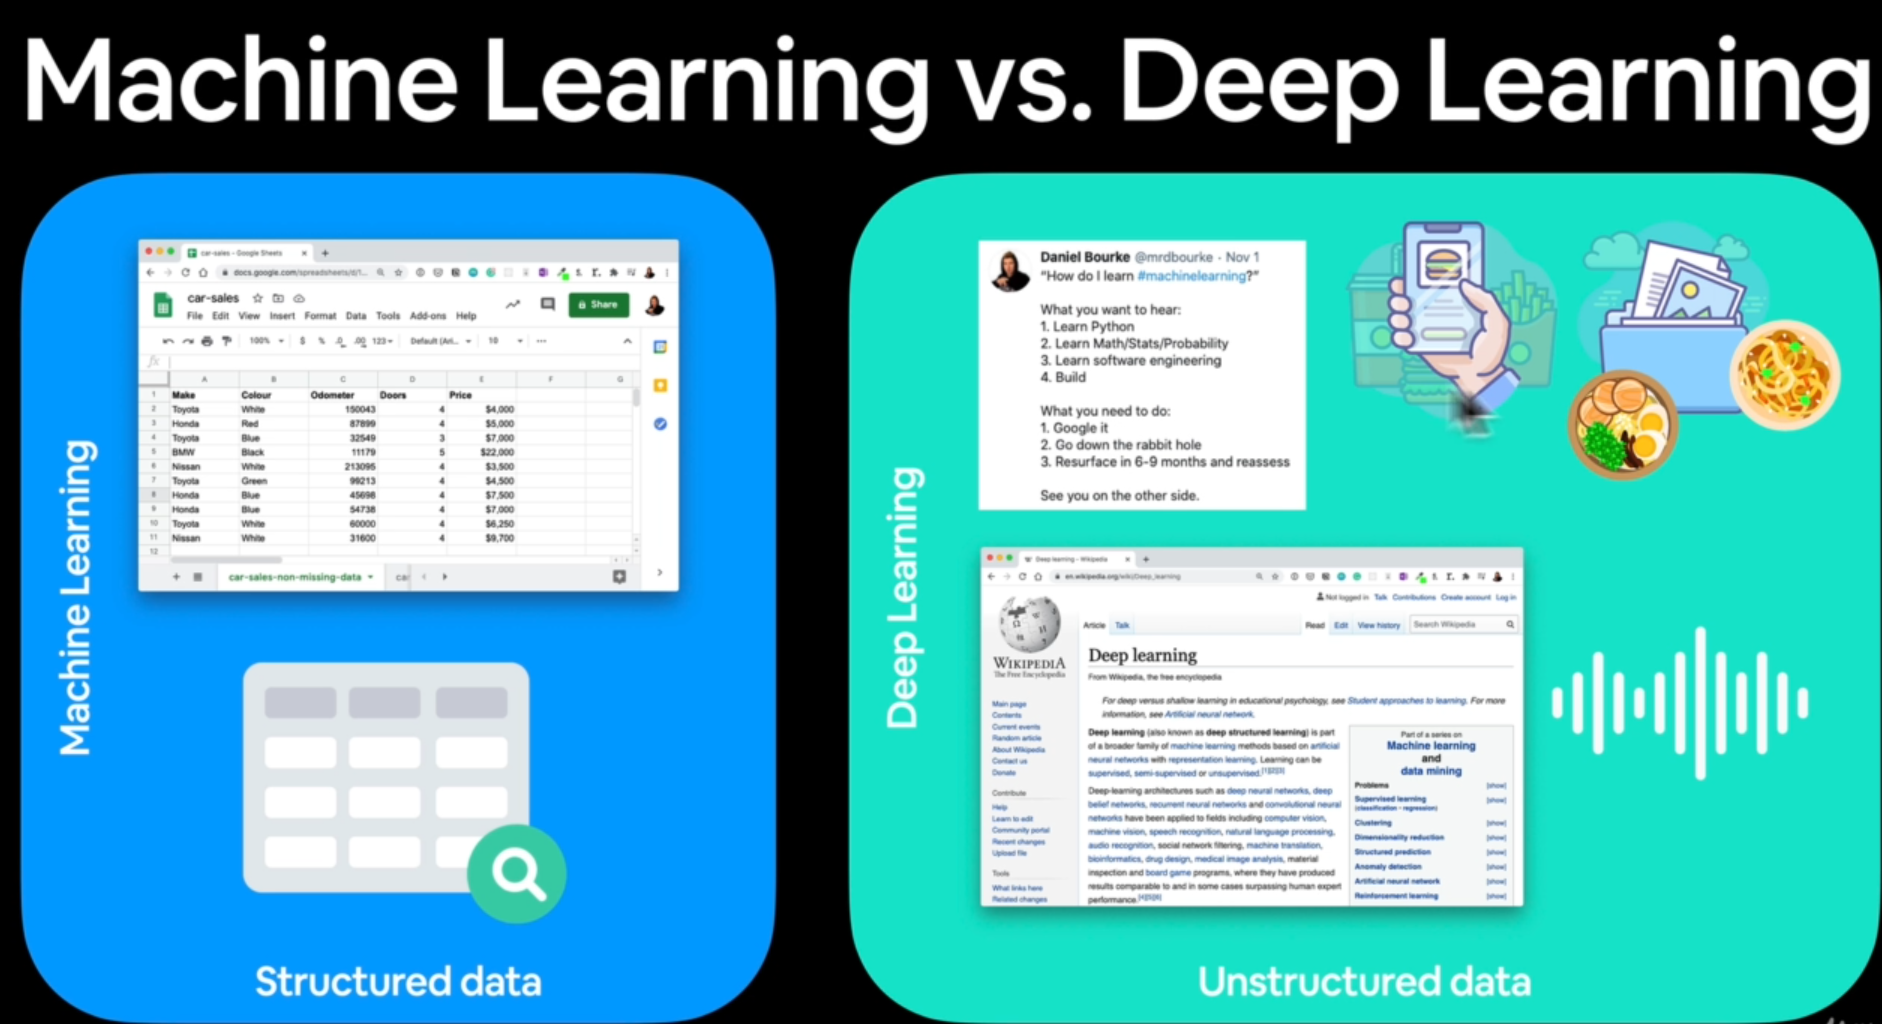 Machine Learning vs. Deep Learning
Machine Learning
car-sales - Google Sheets
docs.google.com/spreadsheets/d/1...
car-sales
Share
File Edit View Insert Format Data Tools Add-ons Help
100% $ % .0 .00 123 Default (Ari... 10 ...
fx
A B C D E F G
1 Make Colour Odometer Doors Price
2 Toyota White 150043 4 $4,000
3 Honda Red 87899 4 $5,000
4 Toyota Blue 32549 3 $7,000
5 BMW Black 11179 5 $22,000
6 Nissan White 213095 4 $3,500
7 Toyota Green 99213 4 $4,500
8 Honda Blue 45698 4 $7,500
9 Honda Blue 54738 4 $7,000
10 Toyota White 60000 4 $6,250
11 Nissan White 31600 4 $9,700
12
car-sales-non-missing-data
Structured data
Deep Learning
Daniel Bourke @mrdbourke · Nov 1
“How do I learn #machinelearning?”
What you want to hear:
1. Learn Python
2. Learn Math/Stats/Probability
3. Learn software engineering
4. Build
What you need to do:
1. Google it
2. Go down the rabbit hole
3. Resurface in 6-9 months and reassess
See you on the other side.
Deep learning - Wikipedia
en.wikipedia.org/wiki/Deep_learning
Not logged in Talk Contributions Create account Log in
Article Talk Read Edit View history Search Wikipedia
WIKIPEDIA
The Free Encyclopedia
Main page
Contents
Current events
Random article
About Wikipedia
Contact us
Donate
Contribute
Help
Learn to edit
Community portal
Recent changes
Upload file
Tools
What links here
Related changes
Deep learning
From Wikipedia, the free encyclopedia
For deep versus shallow learning in educational psychology, see Student approaches to learning. For more
information, see Artificial neural network.
Deep learning (also known as deep structured learning) is part
of a broader family of machine learning methods based on artificial
neural networks with representation learning. Learning can be
supervised, semi-supervised or unsupervised.[1][2][3]
Deep-learning architectures such as deep neural networks, deep
belief networks, recurrent neural networks and convolutional neural
networks have been applied to fields including computer vision,
machine vision, speech recognition, natural language processing,
audio recognition, social network filtering, machine translation,
bioinformatics, drug design, medical image analysis, material
inspection and board game programs, where they have produced
results comparable to and in some cases surpassing human expert
performance.[4][5][6]
Part of a series on
Machine learning
and
data mining
Problems [show]
Supervised learning [show]
(classification • regression)
Clustering [show]
Dimensionality reduction [show]
Structured prediction [show]
Anomaly detection [show]
Artificial neural network [show]
Reinforcement learning [show]
Unstructured data